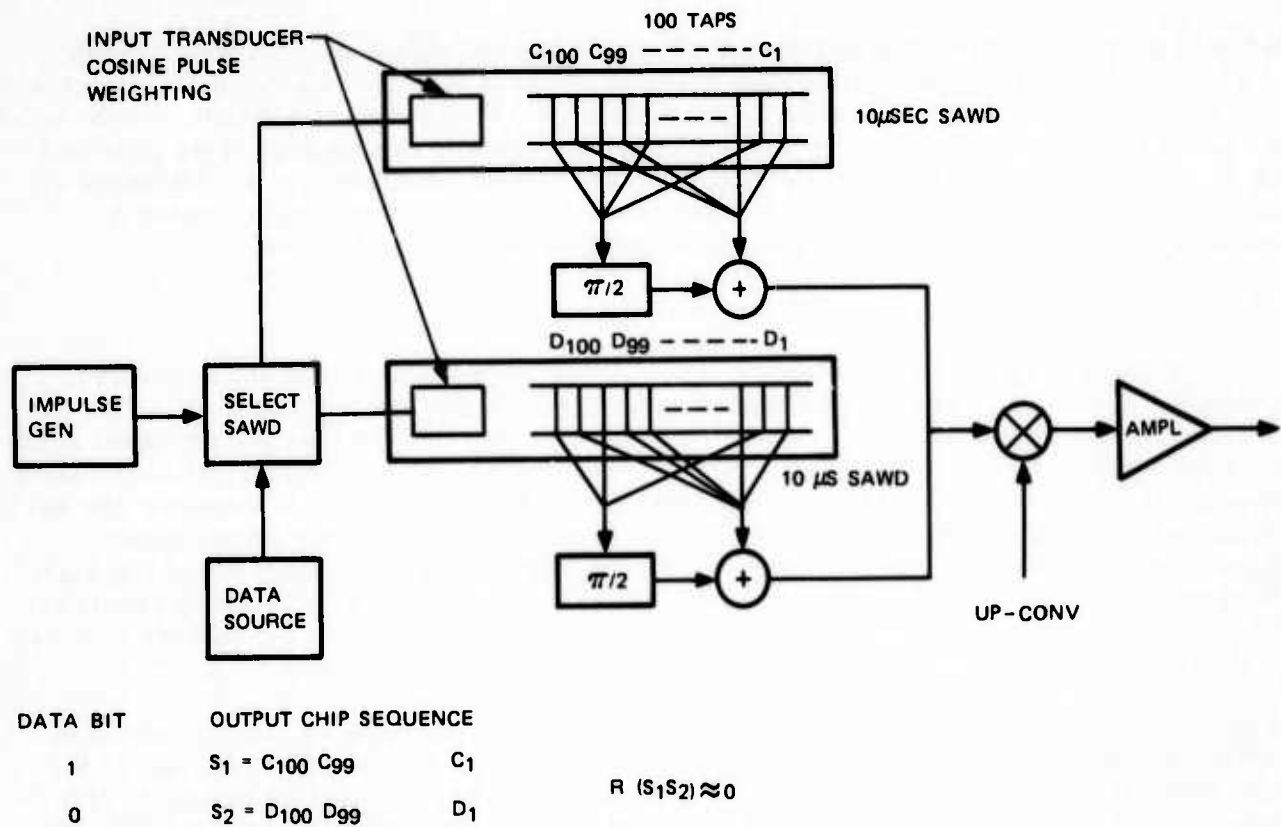 100 TAPS
C100 C99 ————— C1
INPUT TRANSDUCER
COSINE PULSE
WEIGHTING
10μSEC SAWD
π/2
+
D100 D99 ————— D1
IMPULSE
GEN
SELECT
SAWD
AMPL
10 μS SAWD
π/2
+
DATA
SOURCE
UP-CONV
DATA BIT OUTPUT CHIP SEQUENCE
1 S1 = C100 C99 C1
R (S1S2) ≈ 0
0 S2 = D100 D99 D1